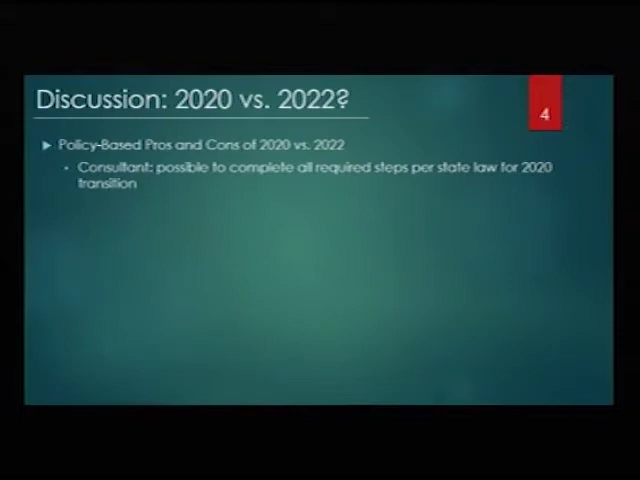 Discussion: 2020 vs. 2022?
4
Policy-Based Pros and Cons of 2020 vs. 2022
Consultant: possible to complete all required steps per state law for 2020
transition